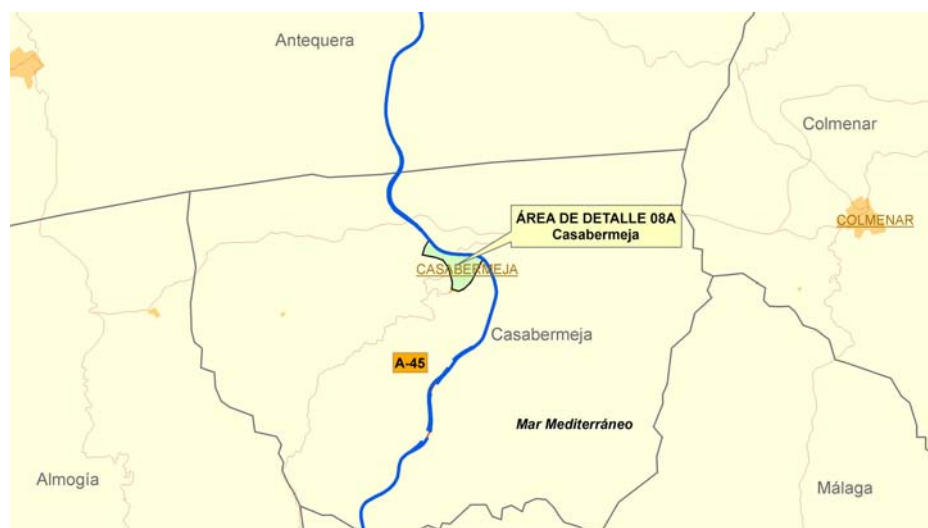 Antequera
Colmenar
ÁREA DE DETALLE 08A
Casabermeja
COLMENAR
CASABERMEJA
Casabermeja
A-45
Mar Mediterráneo
Almogía
Málaga